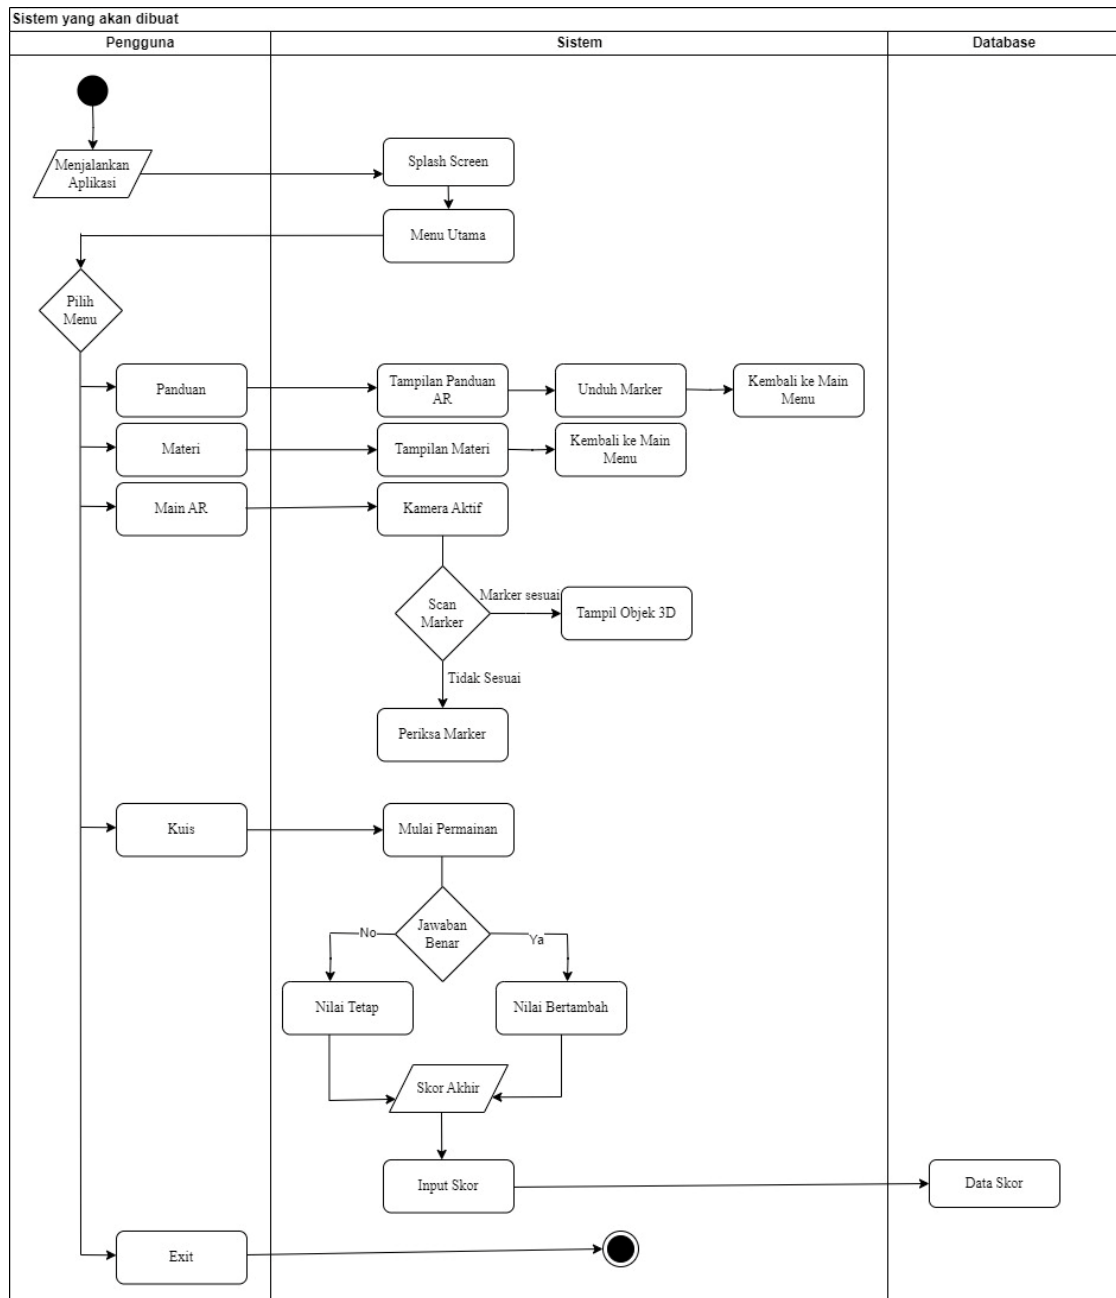 Sistem yang akan dibuat
Pengguna
Sistem
Database
Menjalankan
Aplikasi
Splash Screen
Menu Utama
Pilih
Menu
Panduan
Tampilan Panduan
AR
Unduh Marker
Kembali ke Main
Menu
Materi
Tampilan Materi
Kembali ke Main
Menu
Main AR
Kamera Aktif
Scan
Marker
Marker sesuai
Tampil Objek 3D
Tidak Sesuai
Periksa Marker
Kuis
Mulai Permainan
Jawaban
Benar
No
Ya
Nilai Tetap
Nilai Bertambah
Skor Akhir
Input Skor
Data Skor
Exit